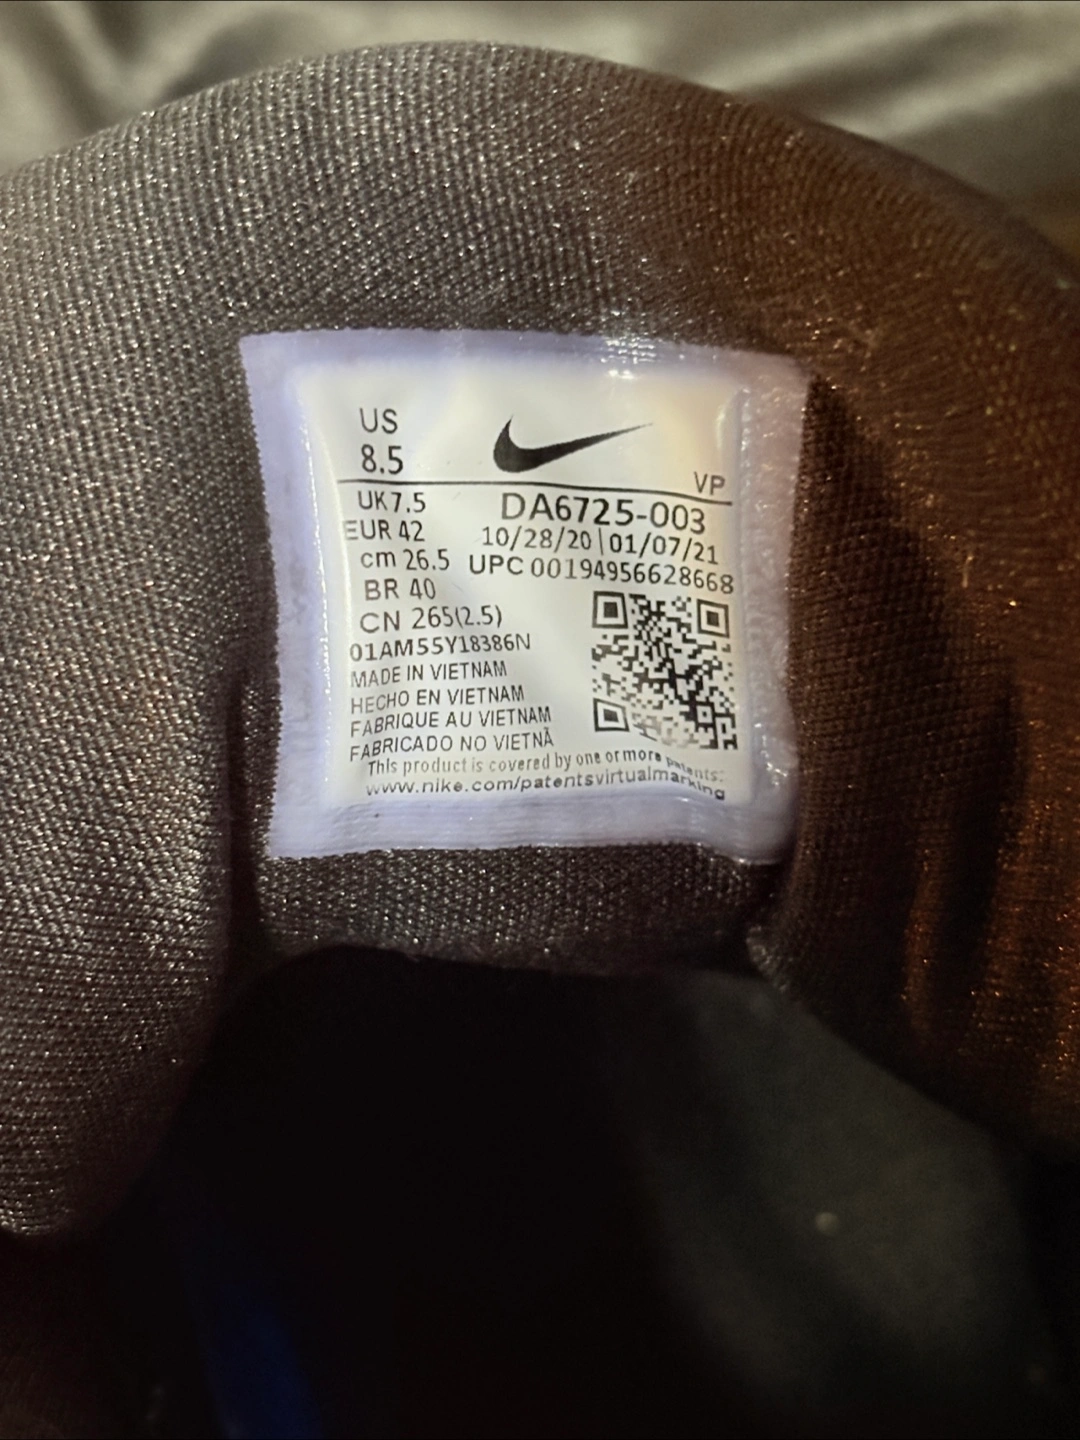 US
8.5
VP
UK 7.5
DA6725-003
EUR 42
10/28/20 | 01/07/21
cm 26.5
UPC 00194956628668
BR 40
CN 265(2.5)
01AM55Y18386N
MADE IN VIETNAM
HECHO EN VIETNAM
FABRIQUE AU VIETNAM
FABRICADO NO VIETNÃ
This product is covered by one or more patents:
www.nike.com/patentsvirtualmarking